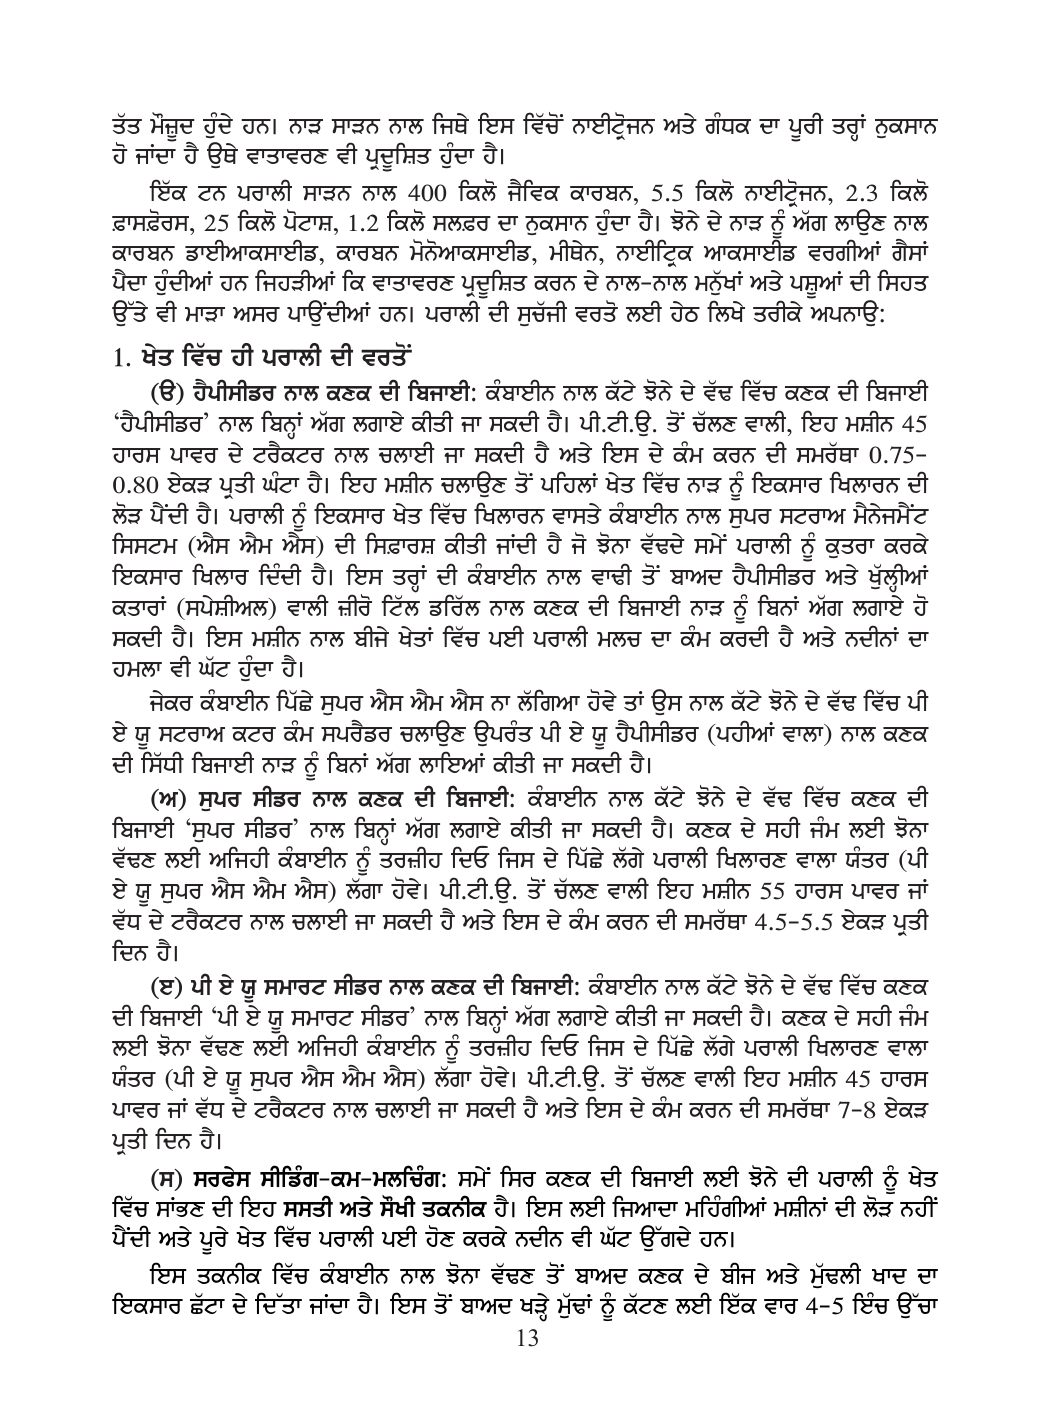 ਤੱਤ ਮੌਜ਼ੂਦ ਹੁੰਦੇ ਹਨ। ਨਾੜ ਸਾੜਨ ਨਾਲ ਜਿਥੇ ਇਸ ਵਿੱਚੋਂ ਨਾਈਟ੍ਰੋਜਨ ਅਤੇ ਗੰਧਕ ਦਾ ਪੂਰੀ ਤਰ੍ਹਾਂ ਨੁਕਸਾਨ
ਹੋ ਜਾਂਦਾ ਹੈ ਉਥੇ ਵਾਤਾਵਰਣ ਵੀ ਪ੍ਰਦੂਸ਼ਿਤ ਹੁੰਦਾ ਹੈ।
ਇੱਕ ਟਨ ਪਰਾਲੀ ਸਾੜਨ ਨਾਲ 400 ਕਿਲੋ ਜੈਵਿਕ ਕਾਰਬਨ, 5.5 ਕਿਲੋ ਨਾਈਟ੍ਰੋਜਨ, 2.3 ਕਿਲੋ
ਫ਼ਾਸਫ਼ੋਰਸ, 25 ਕਿਲੋ ਪੋਟਾਸ਼, 1.2 ਕਿਲੋ ਸਲਫ਼ਰ ਦਾ ਨੁਕਸਾਨ ਹੁੰਦਾ ਹੈ। ਝੋਨੇ ਦੇ ਨਾੜ ਨੂੰ ਅੱਗ ਲਾਉਣ ਨਾਲ
ਕਾਰਬਨ ਡਾਈਆਕਸਾਈਡ, ਕਾਰਬਨ ਮੋਨੋਆਕਸਾਈਡ, ਮੀਥੇਨ, ਨਾਈਟ੍ਰਿਕ ਆਕਸਾਈਡ ਵਰਗੀਆਂ ਗੈਸਾਂ
ਪੈਦਾ ਹੁੰਦੀਆਂ ਹਨ ਜਿਹੜੀਆਂ ਕਿ ਵਾਤਾਵਰਣ ਪ੍ਰਦੂਸ਼ਿਤ ਕਰਨ ਦੇ ਨਾਲ-ਨਾਲ ਮਨੁੱਖਾਂ ਅਤੇ ਪਸ਼ੂਆਂ ਦੀ ਸਿਹਤ
ਉੱਤੇ ਵੀ ਮਾੜਾ ਅਸਰ ਪਾਉਂਦੀਆਂ ਹਨ। ਪਰਾਲੀ ਦੀ ਸੁਚੱਜੀ ਵਰਤੋ ਲਈ ਹੇਠ ਲਿਖੇ ਤਰੀਕੇ ਅਪਨਾਉ:
1. ਖੇਤ ਵਿੱਚ ਹੀ ਪਰਾਲੀ ਦੀ ਵਰਤੋਂ
(ੳ) ਹੈਪੀਸੀਡਰ ਨਾਲ ਕਣਕ ਦੀ ਬਿਜਾਈ: ਕੰਬਾਈਨ ਨਾਲ ਕੱਟੇ ਝੋਨੇ ਦੇ ਵੱਢ ਵਿੱਚ ਕਣਕ ਦੀ ਬਿਜਾਈ
‘ਹੈਪੀਸੀਡਰ’ ਨਾਲ ਬਿਨ੍ਹਾਂ ਅੱਗ ਲਗਾਏ ਕੀਤੀ ਜਾ ਸਕਦੀ ਹੈ। ਪੀ.ਟੀ.ਉ. ਤੋਂ ਚੱਲਣ ਵਾਲੀ, ਇਹ ਮਸ਼ੀਨ 45
ਹਾਰਸ ਪਾਵਰ ਦੇ ਟਰੈਕਟਰ ਨਾਲ ਚਲਾਈ ਜਾ ਸਕਦੀ ਹੈ ਅਤੇ ਇਸ ਦੇ ਕੰਮ ਕਰਨ ਦੀ ਸਮਰੱਥਾ 0.75-
0.80 ਏਕੜ ਪ੍ਰਤੀ ਘੰਟਾ ਹੈ। ਇਹ ਮਸ਼ੀਨ ਚਲਾਉਣ ਤੋਂ ਪਹਿਲਾਂ ਖੇਤ ਵਿੱਚ ਨਾੜ ਨੂੰ ਇਕਸਾਰ ਖਿਲਾਰਨ ਦੀ
ਲੋੜ ਪੈਂਦੀ ਹੈ। ਪਰਾਲੀ ਨੂੰ ਇਕਸਾਰ ਖੇਤ ਵਿੱਚ ਖਿਲਾਰਨ ਵਾਸਤੇ ਕੰਬਾਈਨ ਨਾਲ ਸੁਪਰ ਸਟਰਾਅ ਮੈਨੇਜਮੈਂਟ
ਸਿਸਟਮ (ਐਸ ਐਮ ਐਸ) ਦੀ ਸਿਫ਼ਾਰਸ਼ ਕੀਤੀ ਜਾਂਦੀ ਹੈ ਜੋ ਝੋਨਾ ਵੱਢਦੇ ਸਮੇਂ ਪਰਾਲੀ ਨੂੰ ਕੁਤਰਾ ਕਰਕੇ
ਇਕਸਾਰ ਖਿਲਾਰ ਦਿੰਦੀ ਹੈ। ਇਸ ਤਰ੍ਹਾਂ ਦੀ ਕੰਬਾਈਨ ਨਾਲ ਵਾਢੀ ਤੋਂ ਬਾਅਦ ਹੈਪੀਸੀਡਰ ਅਤੇ ਖੁੱਲ੍ਹੀਆਂ
ਕਤਾਰਾਂ (ਸਪੇਸ਼ੀਅਲ) ਵਾਲੀ ਜ਼ੀਰੋ ਟਿੱਲ ਡਰਿੱਲ ਨਾਲ ਕਣਕ ਦੀ ਬਿਜਾਈ ਨਾੜ ਨੂੰ ਬਿਨਾਂ ਅੱਗ ਲਗਾਏ ਹੋ
ਸਕਦੀ ਹੈ। ਇਸ ਮਸ਼ੀਨ ਨਾਲ ਬੀਜੇ ਖੇਤਾਂ ਵਿੱਚ ਪਈ ਪਰਾਲੀ ਮਲਚ ਦਾ ਕੰਮ ਕਰਦੀ ਹੈ ਅਤੇ ਨਦੀਨਾਂ ਦਾ
ਹਮਲਾ ਵੀ ਘੱਟ ਹੁੰਦਾ ਹੈ।
ਜੇਕਰ ਕੰਬਾਈਨ ਪਿੱਛੇ ਸੁਪਰ ਐਸ ਐਮ ਐਸ ਨਾ ਲੱਗਿਆ ਹੋਵੇ ਤਾਂ ਉਸ ਨਾਲ ਕੱਟੇ ਝੋਨੇ ਦੇ ਵੱਢ ਵਿੱਚ ਪੀ
ਏ ਯੂ ਸਟਰਾਅ ਕਟਰ ਕੰਮ ਸਪਰੈਡਰ ਚਲਾਉਣ ਉਪਰੰਤ ਪੀ ਏ ਯੂ ਹੈਪੀਸੀਡਰ (ਪਹੀਆਂ ਵਾਲਾ) ਨਾਲ ਕਣਕ
ਦੀ ਸਿੱਧੀ ਬਿਜਾਈ ਨਾੜ ਨੂੰ ਬਿਨਾਂ ਅੱਗ ਲਾਇਆਂ ਕੀਤੀ ਜਾ ਸਕਦੀ ਹੈ।
(ਅ) ਸੁਪਰ ਸੀਡਰ ਨਾਲ ਕਣਕ ਦੀ ਬਿਜਾਈ: ਕੰਬਾਈਨ ਨਾਲ ਕੱਟੇ ਝੋਨੇ ਦੇ ਵੱਢ ਵਿੱਚ ਕਣਕ ਦੀ
ਬਿਜਾਈ ‘ਸੁਪਰ ਸੀਡਰ’ ਨਾਲ ਬਿਨ੍ਹਾਂ ਅੱਗ ਲਗਾਏ ਕੀਤੀ ਜਾ ਸਕਦੀ ਹੈ। ਕਣਕ ਦੇ ਸਹੀ ਜੰਮ ਲਈ ਝੋਨਾ
ਵੱਢਣ ਲਈ ਅਜਿਹੀ ਕੰਬਾਈਨ ਨੂੰ ਤਰਜ਼ੀਹ ਦਿਓ ਜਿਸ ਦੇ ਪਿੱਛੇ ਲੱਗੇ ਪਰਾਲੀ ਖਿਲਾਰਣ ਵਾਲਾ ਯੰਤਰ (ਪੀ
ਏ ਯੂ ਸੁਪਰ ਐਸ ਐਮ ਐਸ) ਲੱਗਾ ਹੋਵੇ। ਪੀ.ਟੀ.ਉ. ਤੋਂ ਚੱਲਣ ਵਾਲੀ ਇਹ ਮਸ਼ੀਨ 55 ਹਾਰਸ ਪਾਵਰ ਜਾਂ
ਵੱਧ ਦੇ ਟਰੈਕਟਰ ਨਾਲ ਚਲਾਈ ਜਾ ਸਕਦੀ ਹੈ ਅਤੇ ਇਸ ਦੇ ਕੰਮ ਕਰਨ ਦੀ ਸਮਰੱਥਾ 4.5-5.5 ਏਕੜ ਪ੍ਰਤੀ
ਦਿਨ ਹੈ।
(ੲ) ਪੀ ਏ ਯੂ ਸਮਾਰਟ ਸੀਡਰ ਨਾਲ ਕਣਕ ਦੀ ਬਿਜਾਈ: ਕੰਬਾਈਨ ਨਾਲ ਕੱਟੇ ਝੋਨੇ ਦੇ ਵੱਢ ਵਿੱਚ ਕਣਕ
ਦੀ ਬਿਜਾਈ ‘ਪੀ ਏ ਯੂ ਸਮਾਰਟ ਸੀਡਰ’ ਨਾਲ ਬਿਨ੍ਹਾਂ ਅੱਗ ਲਗਾਏ ਕੀਤੀ ਜਾ ਸਕਦੀ ਹੈ। ਕਣਕ ਦੇ ਸਹੀ ਜੰਮ
ਲਈ ਝੋਨਾ ਵੱਢਣ ਲਈ ਅਜਿਹੀ ਕੰਬਾਈਨ ਨੂੰ ਤਰਜ਼ੀਹ ਦਿਓ ਜਿਸ ਦੇ ਪਿੱਛੇ ਲੱਗੇ ਪਰਾਲੀ ਖਿਲਾਰਣ ਵਾਲਾ
ਯੰਤਰ (ਪੀ ਏ ਯੂ ਸੁਪਰ ਐਸ ਐਮ ਐਸ) ਲੱਗਾ ਹੋਵੇ। ਪੀ.ਟੀ.ਉ. ਤੋਂ ਚੱਲਣ ਵਾਲੀ ਇਹ ਮਸ਼ੀਨ 45 ਹਾਰਸ
ਪਾਵਰ ਜਾਂ ਵੱਧ ਦੇ ਟਰੈਕਟਰ ਨਾਲ ਚਲਾਈ ਜਾ ਸਕਦੀ ਹੈ ਅਤੇ ਇਸ ਦੇ ਕੰਮ ਕਰਨ ਦੀ ਸਮਰੱਥਾ 7-8 ਏਕੜ
ਪ੍ਰਤੀ ਦਿਨ ਹੈ।
(ਸ) ਸਰਫੇਸ ਸੀਡਿੰਗ-ਕਮ-ਮਲਚਿੰਗ: ਸਮੇਂ ਸਿਰ ਕਣਕ ਦੀ ਬਿਜਾਈ ਲਈ ਝੋਨੇ ਦੀ ਪਰਾਲੀ ਨੂੰ ਖੇਤ
ਵਿੱਚ ਸਾਂਭਣ ਦੀ ਇਹ ਸਸਤੀ ਅਤੇ ਸੌਖੀ ਤਕਨੀਕ ਹੈ। ਇਸ ਲਈ ਜਿਆਦਾ ਮਹਿੰਗੀਆਂ ਮਸ਼ੀਨਾਂ ਦੀ ਲੋੜ ਨਹੀਂ
ਪੈਂਦੀ ਅਤੇ ਪੂਰੇ ਖੇਤ ਵਿੱਚ ਪਰਾਲੀ ਪਈ ਹੋਣ ਕਰਕੇ ਨਦੀਨ ਵੀ ਘੱਟ ਉੱਗਦੇ ਹਨ।
ਇਸ ਤਕਨੀਕ ਵਿੱਚ ਕੰਬਾਈਨ ਨਾਲ ਝੋਨਾ ਵੱਢਣ ਤੋਂ ਬਾਅਦ ਕਣਕ ਦੇ ਬੀਜ ਅਤੇ ਮੁੱਢਲੀ ਖਾਦ ਦਾ
ਇਕਸਾਰ ਛੱਟਾ ਦੇ ਦਿੱਤਾ ਜਾਂਦਾ ਹੈ। ਇਸ ਤੋਂ ਬਾਅਦ ਖੜ੍ਹੇ ਮੁੱਢਾਂ ਨੂੰ ਕੱਟਣ ਲਈ ਇੱਕ ਵਾਰ 4-5 ਇੰਚ ਉੱਚਾ
13